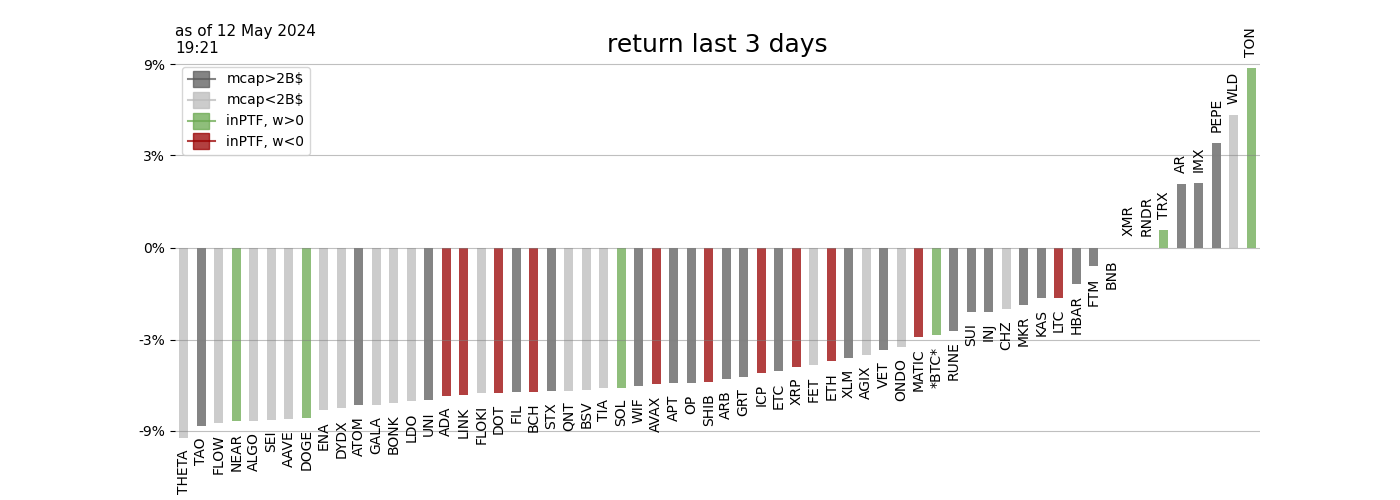 as of 12 May 2024
19:21
return last 3 days
mcap>2B$
mcap<2B$
inPTF, w>0
inPTF, w<0
9%
3%
0%
-3%
-9%
THETA
TAO
FLOW
NEAR
ALGO
SEI
AAVE
DOGE
ENA
DYDX
ATOM
GALA
BONK
LDO
UNI
ADA
LINK
FLOKI
DOT
FIL
BCH
STX
QNT
BSV
TIA
SOL
WIF
AVAX
APT
OP
SHIB
ARB
GRT
ICP
ETC
XRP
FET
ETH
XLM
AGIX
VET
ONDO
MATIC
*BTC*
RUNE
SUI
INJ
CHZ
MKR
KAS
LTC
HBAR
FTM
BNB
XMR
RNDR
TRX
AR
IMX
PEPE
WLD
TON